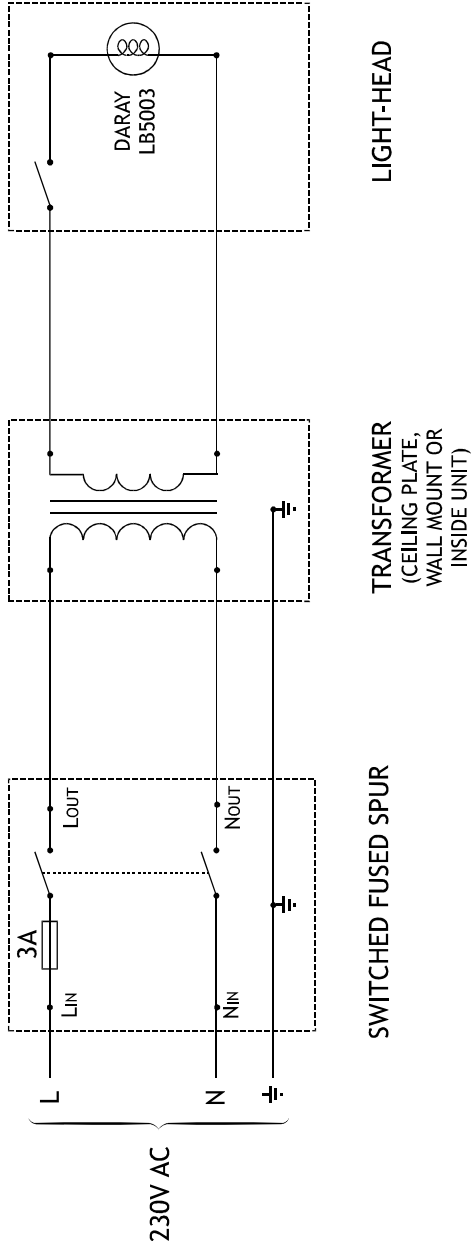 230V AC
L
N
LIN
NIN
3A
LOUT
NOUT
SWITCHED FUSED SPUR
TRANSFORMER
(CEILING PLATE,
WALL MOUNT OR
INSIDE UNIT)
DARAY
LB5003
LIGHT-HEAD